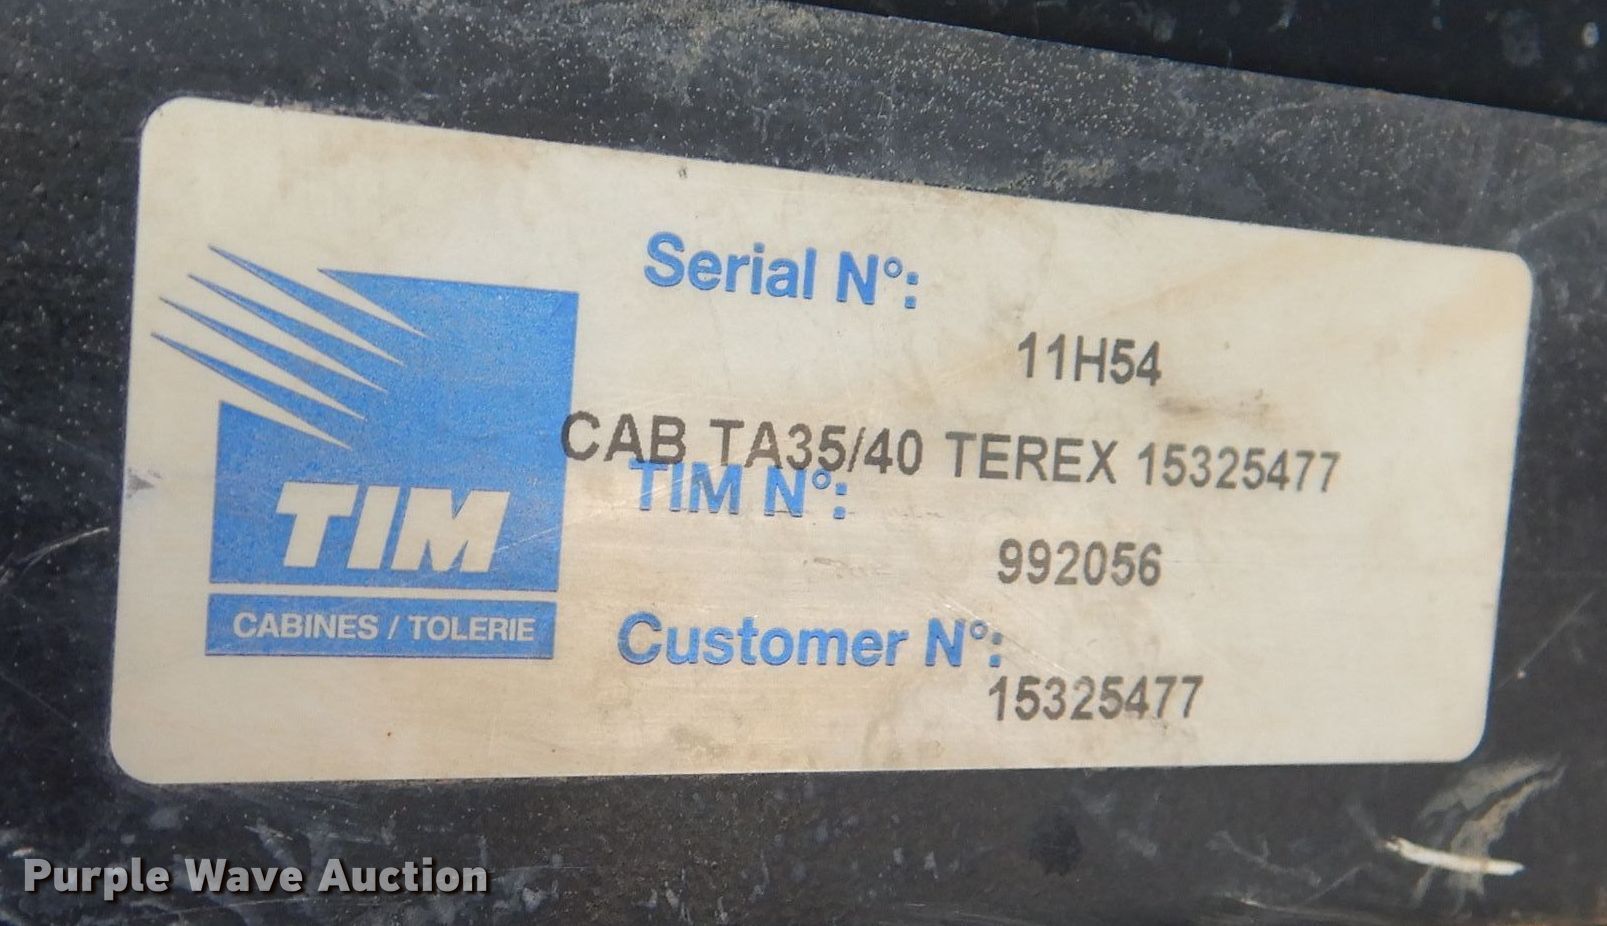 Serial N°:
11H54
CAB TA35/40 TEREX 15325477
TIM N°:
992056
Customer N°:
15325477
TIM
CABINES / TOLERIE
Purple Wave Auction